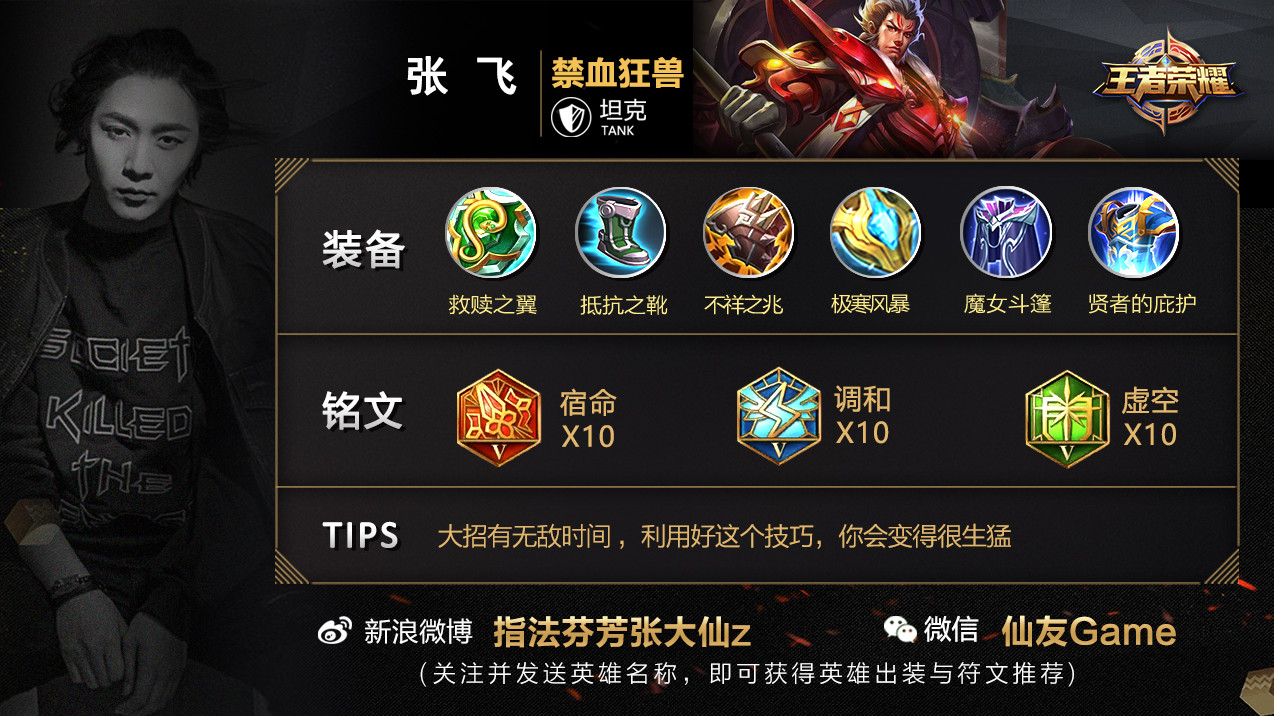 张 飞
禁血狂兽
坦克
TANK
王者荣耀
装备
救赎之翼 抵抗之靴 不祥之兆 极寒风暴 魔女斗篷 贤者的庇护
铭文
V
宿命
X10
V
调和
X10
V
虚空
X10
TIPS 大招有无敌时间，利用好这个技巧，你会变得很生猛
SOCIET
KILLED
THE
新浪微博 指法芬芳张大仙z 微信 仙友Game
(关注并发送英雄名称，即可获得英雄出装与符文推荐)